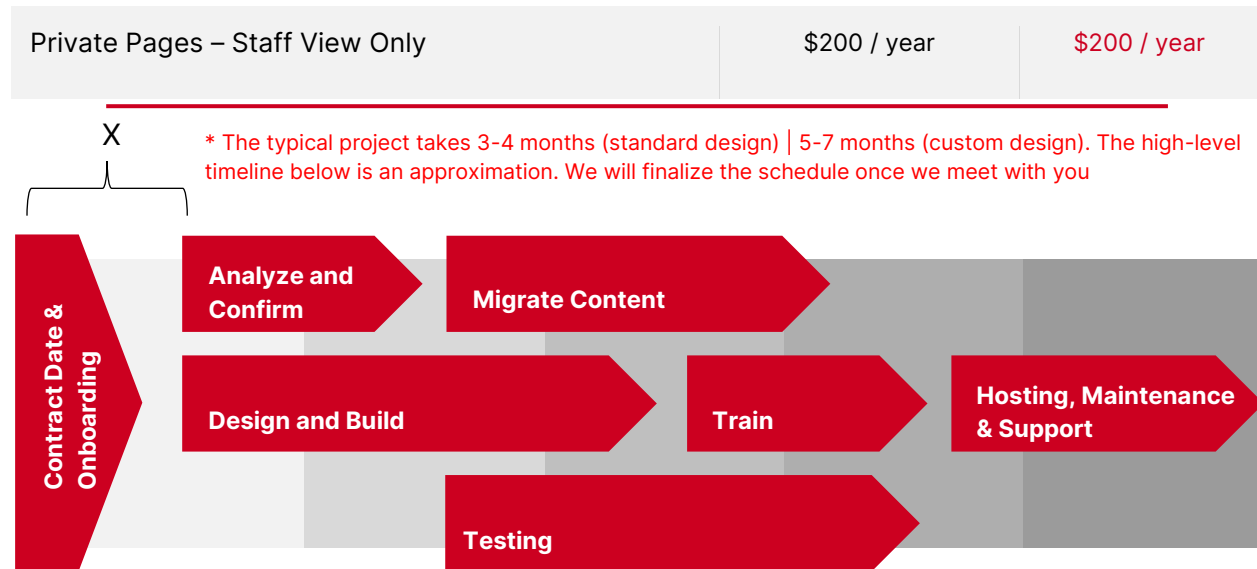 Private Pages – Staff View Only
$200 / year
$200 / year
X
* The typical project takes 3-4 months (standard design) | 5-7 months (custom design). The high-level
timeline below is an approximation. We will finalize the schedule once we meet with you
Contract Date &
Onboarding
Analyze and
Confirm
Migrate Content
Design and Build
Train
Hosting, Maintenance
& Support
Testing